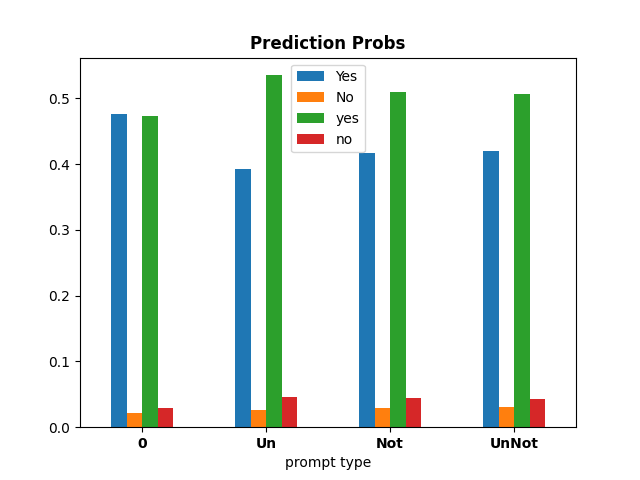 Prediction Probs
Yes
No
yes
no
0.5
0.4
0.3
0.2
0.1
0.0
0 Un Not UnNot
prompt type